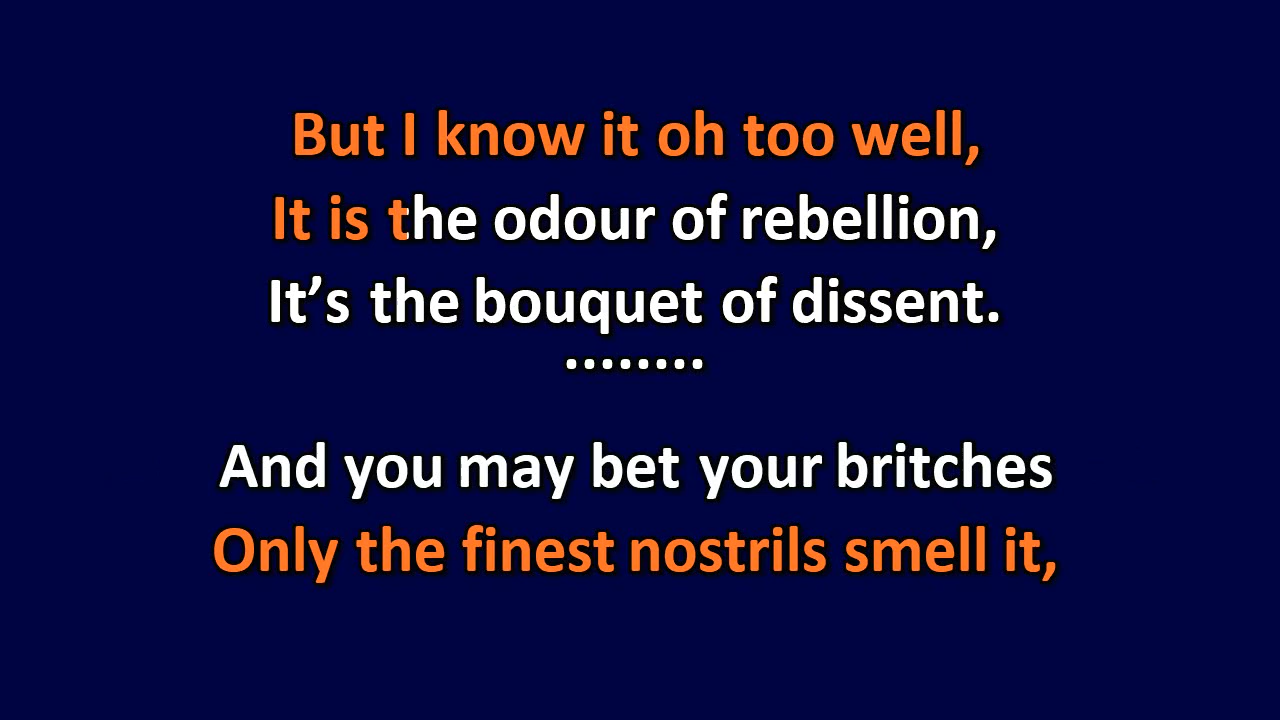 But I know it oh too well,
It is the odour of rebellion,
It’s the bouquet of dissent.
········
And you may bet your britches
Only the finest nostrils smell it,